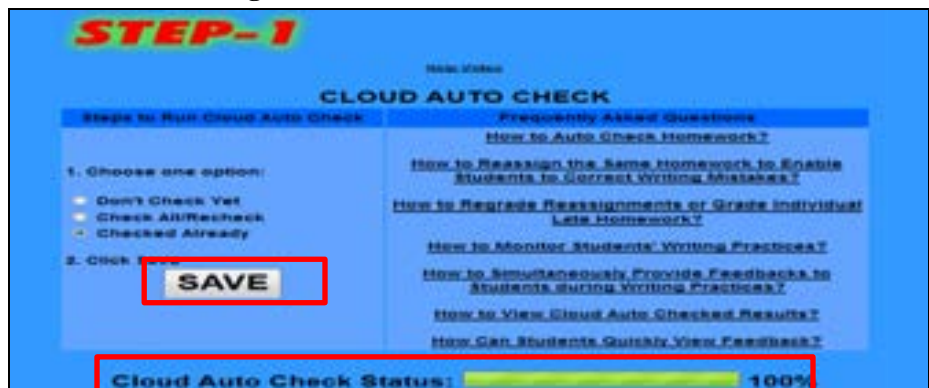 STEP-1
Help Video
CLOUD AUTO CHECK
Steps to Run Cloud Auto Check
Frequently Asked Questions
1. Choose one option:
Don't Check Yet
Check All/Recheck
Checked Already
2. Click Save
SAVE
How to Auto Check Homework?
How to Reassign the Same Homework to Enable
Students to Correct Writing Mistakes?
How to Regrade Reassignments or Grade Individual
Late Homework?
How to Monitor Students' Writing Practices?
How to Simultaneously Provide Feedbacks to
Students during Writing Practices?
How to View Cloud Auto Checked Results?
How Can Students Quickly View Feedback?
Cloud Auto Check Status: 100%